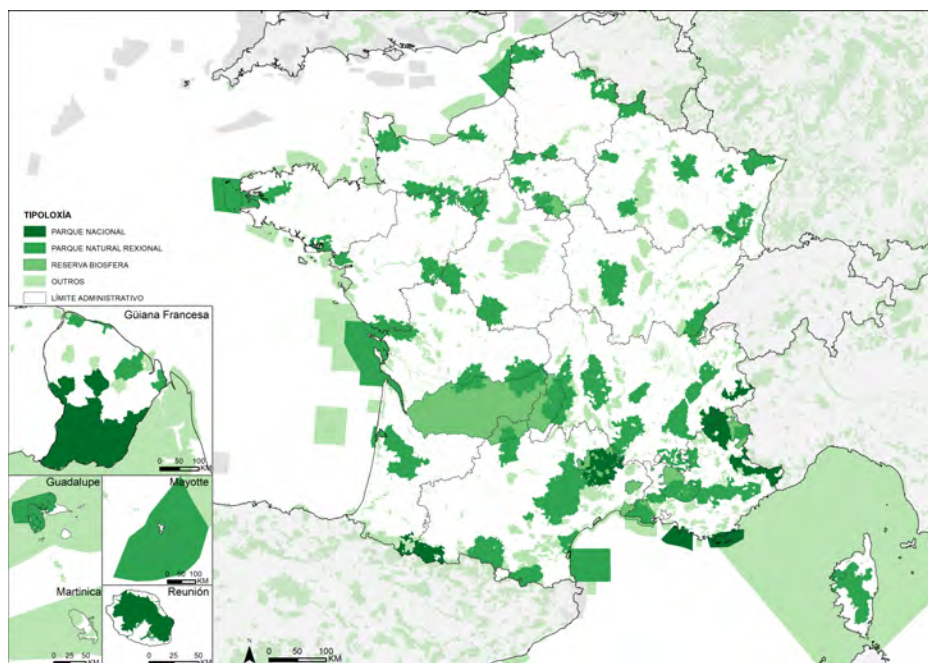 TIPOLOXÍA
PARQUE NACIONAL
PARQUE NATURAL REXIONAL
RESERVA BIOSFERA
OUTROS
LÍMITE ADMINISTRATIVO
Güiana Francesa
0 50 100
KM
Guadalupe
Mayotte
0 50 100
KM
Martinica
0 25 50
KM
Reunión
0 25 50
KM
N
0 50 100
KM